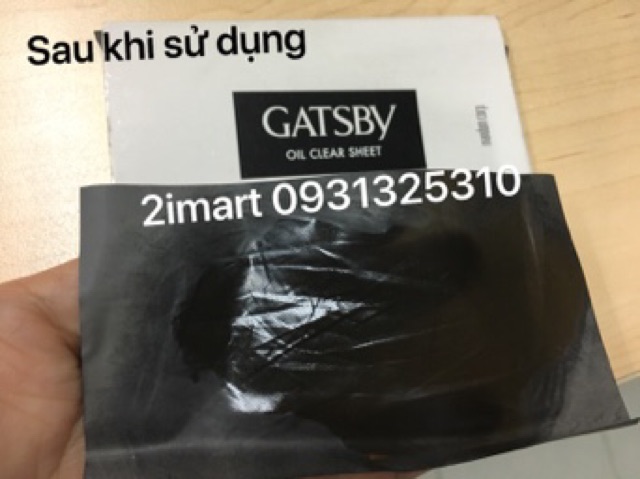 Sau khi sử dụng
GATSBY
OIL CLEAR SHEET
2imart 0931325310